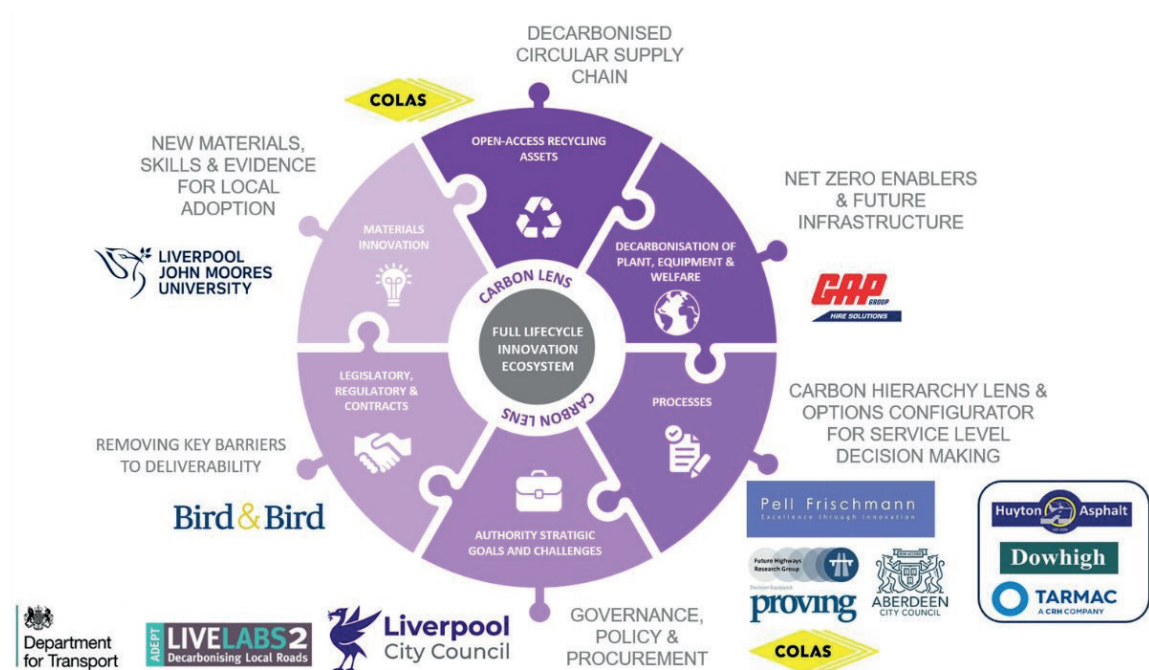 DECARBONISED
CIRCULAR SUPPLY
CHAIN
COLAS
OPEN-ACCESS RECYCLING
ASSETS
NEW MATERIALS,
SKILLS & EVIDENCE
FOR LOCAL
ADOPTION
LIVERPOOL
JOHN MOORES
UNIVERSITY
MATERIALS
INNOVATION
NET ZERO ENABLERS
& FUTURE
INFRASTRUCTURE
GAP
GROUP
HIRE SOLUTIONS
DECARBONISATION OF
PLANT, EQUIPMENT &
WELFARE
CARBON LENS
FULL LIFECYCLE
INNOVATION
ECOSYSTEM
CARBON LENS
LEGISLATORY,
REGULATORY &
CONTRACTS
PROCESSES
CARBON HIERARCHY LENS &
OPTIONS CONFIGURATOR
FOR SERVICE LEVEL
DECISION MAKING
REMOVING KEY BARRIERS
TO DELIVERABILITY
Bird & Bird
AUTHORITY STRATIGIC
GOALS AND CHALLENGES
Pell Frischmann
Excellence through innovation
Huyton Asphalt
Dowhigh
TARMAC
A CRH COMPANY
Future Highways
Research Group
proving
ABERDEEN
CITY COUNCIL
COLAS
GOVERNANCE,
POLICY &
PROCUREMENT
Department
for Transport
ADEPT
LIVELABS2
Decarbonising Local Roads
Liverpool
City Council